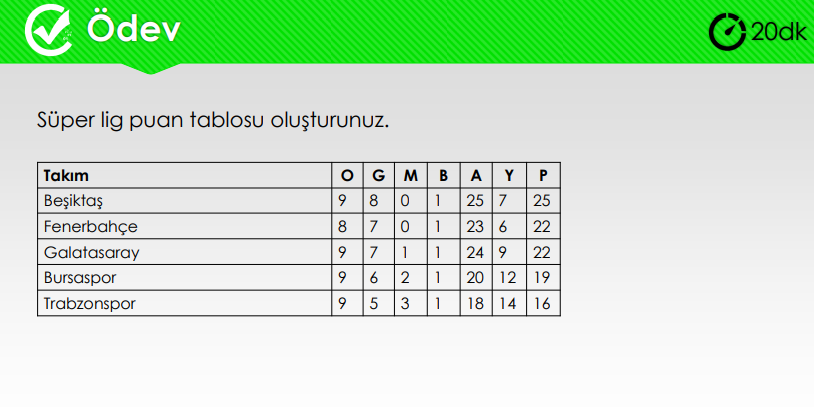 Ödev
20dk
Süper lig puan tablosu oluşturunuz.
Takım O G M B A Y P
Beşiktaş 9 8 0 1 25 7 25
Fenerbahçe 8 7 0 1 23 6 22
Galatasaray 9 7 1 1 24 9 22
Bursaspor 9 6 2 1 20 12 19
Trabzonspor 9 5 3 1 18 14 16